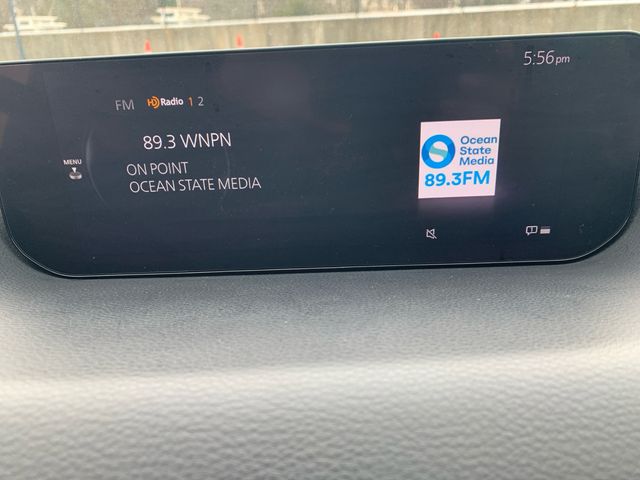 5:56pm
FM HD Radio 1 2
89.3 WNPN
MENU
ON POINT
OCEAN STATE MEDIA
Ocean
State
Media
89.3FM